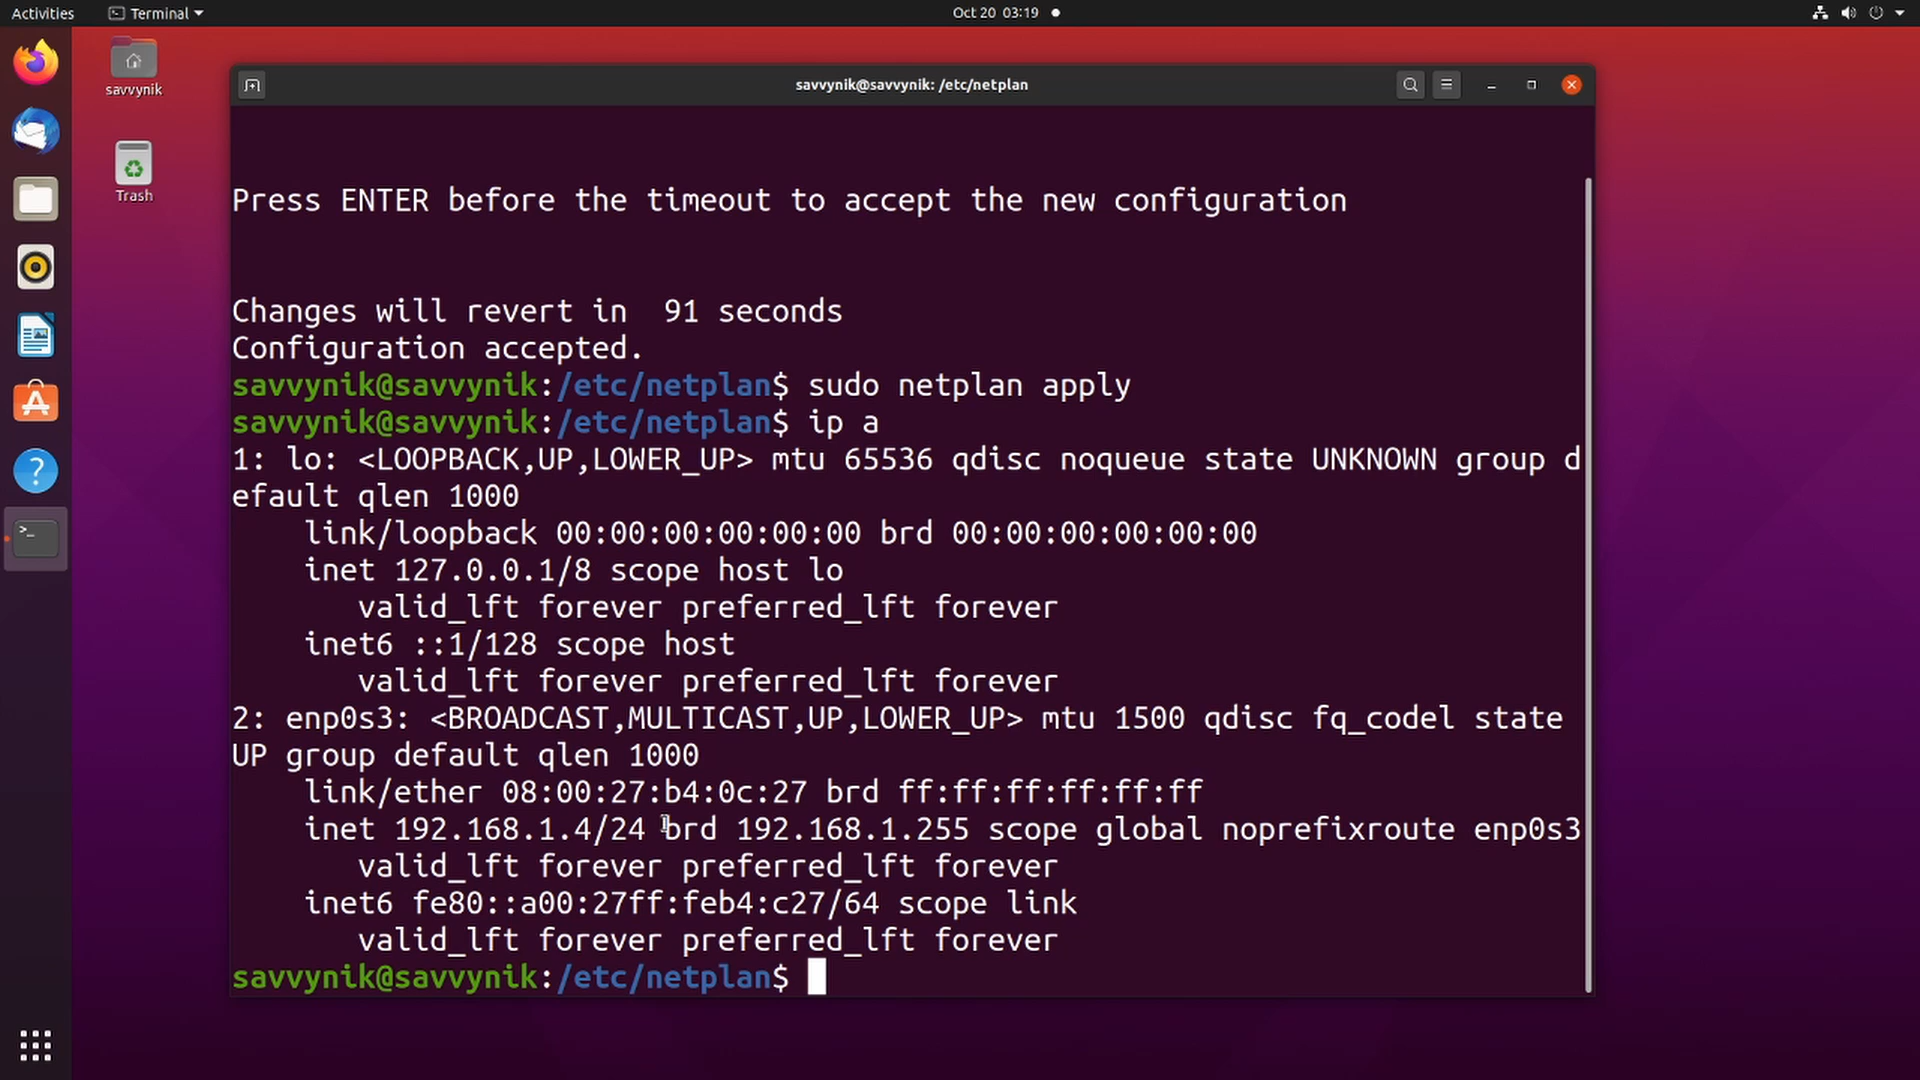 Activities
Terminal
Oct 20 03:19
savvynik
Trash
savvynik@savvynik: /etc/netplan
Press ENTER before the timeout to accept the new configuration
Changes will revert in  91 seconds
Configuration accepted.
savvynik@savvynik:/etc/netplan$ sudo netplan apply
savvynik@savvynik:/etc/netplan$ ip a
1: lo: <LOOPBACK,UP,LOWER_UP> mtu 65536 qdisc noqueue state UNKNOWN group d
efault qlen 1000
    link/loopback 00:00:00:00:00:00 brd 00:00:00:00:00:00
    inet 127.0.0.1/8 scope host lo
       valid_lft forever preferred_lft forever
    inet6 ::1/128 scope host
       valid_lft forever preferred_lft forever
2: enp0s3: <BROADCAST,MULTICAST,UP,LOWER_UP> mtu 1500 qdisc fq_codel state
UP group default qlen 1000
    link/ether 08:00:27:b4:0c:27 brd ff:ff:ff:ff:ff:ff
    inet 192.168.1.4/24 brd 192.168.1.255 scope global noprefixroute enp0s3
       valid_lft forever preferred_lft forever
    inet6 fe80::a00:27ff:feb4:c27/64 scope link
       valid_lft forever preferred_lft forever
savvynik@savvynik:/etc/netplan$